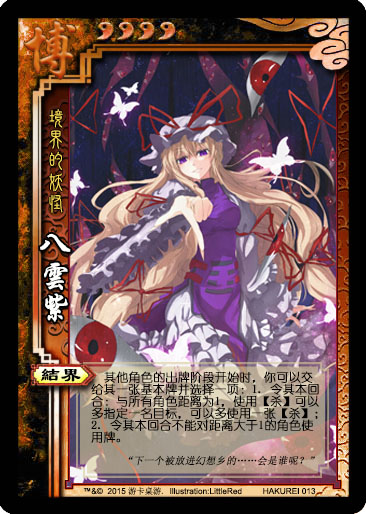 博
境界的妖怪
八雲紫
結界
其他角色的出牌阶段开始时，你可以交
给其一张基本牌并选择一项：1．令其本回
合：与所有角色距离为1，使用【杀】可以
多指定一名目标，可以多使用一张【杀】；
2．令其本回合不能对距离大于1的角色使
用牌。
“下一个被放进幻想乡的……会是谁呢？”
™&© 2015 游卡桌游．Illustration:LittleRed HAKUREI 013